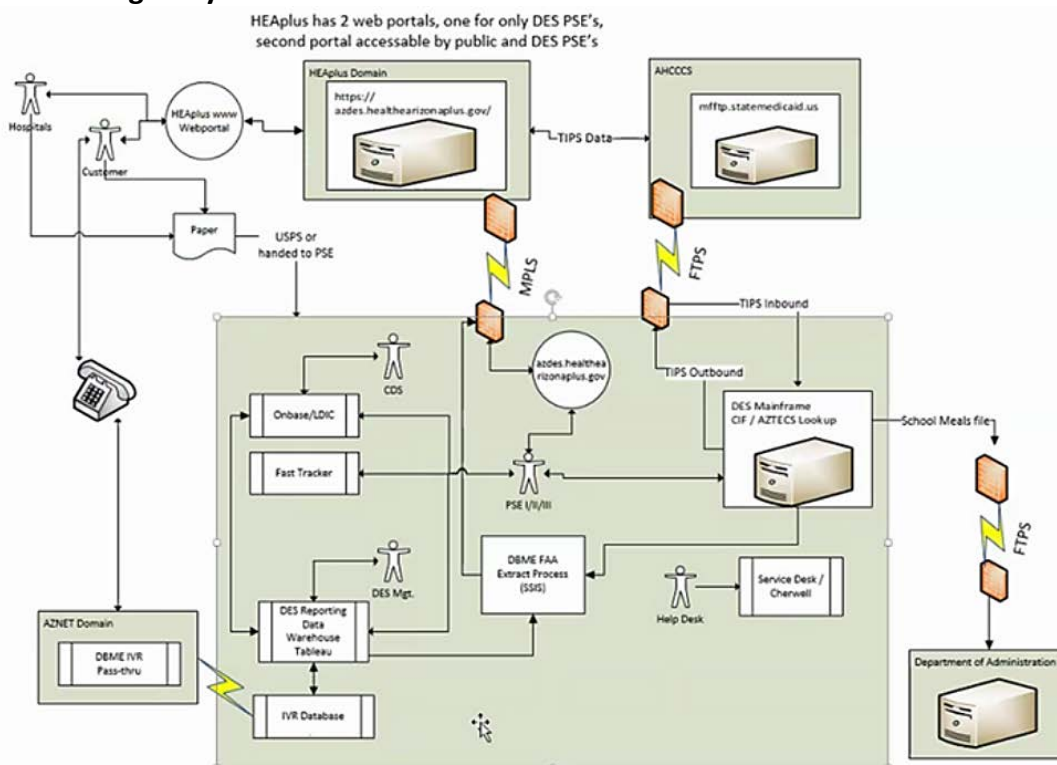 HEAplus has 2 web portals, one for only DES PSE's,
second portal accessable by public and DES PSE's
HEAplus Domain
https://
azdes.healthearizonaplus.gov/
AHCCCS
mfftp.statemedicaid.us
TIPS Data
Hospitals
Customer
HEAplus www
Webportal
Paper
USPS or
handed to PSE
MPLS
FTPS
TIPS Inbound
TIPS Outbound
CDS
azdes.healthea
rizonaplus.gov
Onbase/LDIC
Fast Tracker
PSE I/II/III
DES Mainframe
CIF / AZTECS Lookup
School Meals file
FTPS
DES Mgt.
DBME FAA
Extract Process
(SSIS)
Help Desk
Service Desk /
Cherwell
DES Reporting
Data
Warehouse
Tableau
IVR Database
AZNET Domain
DBME IVR
Pass-thru
Department of Administration